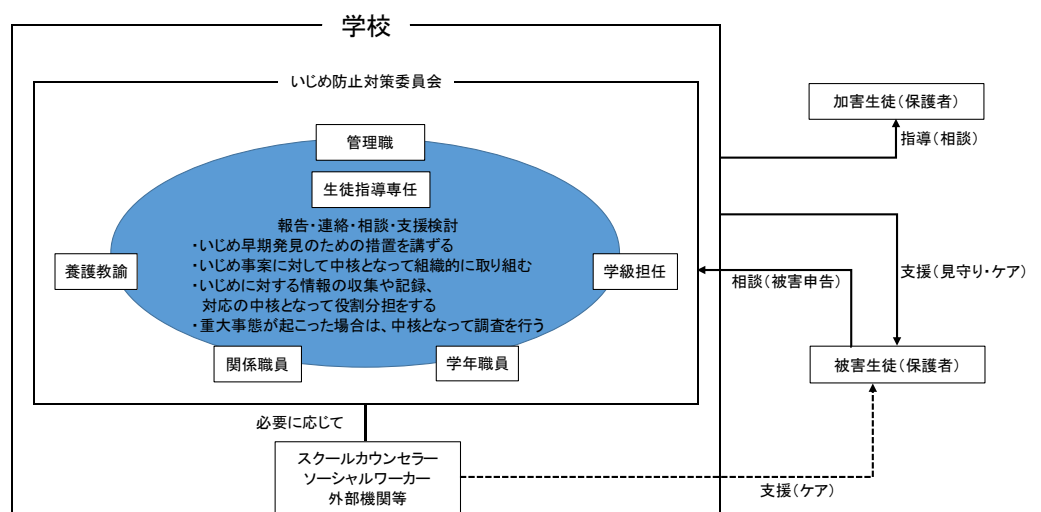 学校
いじめ防止対策委員会
管理職
生徒指導専任
報告・連絡・相談・支援検討
・いじめ早期発見のための措置を講ずる
・いじめ事案に対して中核となって組織的に取り組む
・いじめに対する情報の収集や記録、
対応の中核となって役割分担をする
・重大事態が起こった場合は、中核となって調査を行う
養護教諭
学級担任
関係職員
学年職員
必要に応じて
スクールカウンセラー
ソーシャルワーカー
外部機関等
加害生徒(保護者)
指導(相談)
支援(見守り・ケア)
相談(被害申告)
被害生徒(保護者)
支援(ケア)